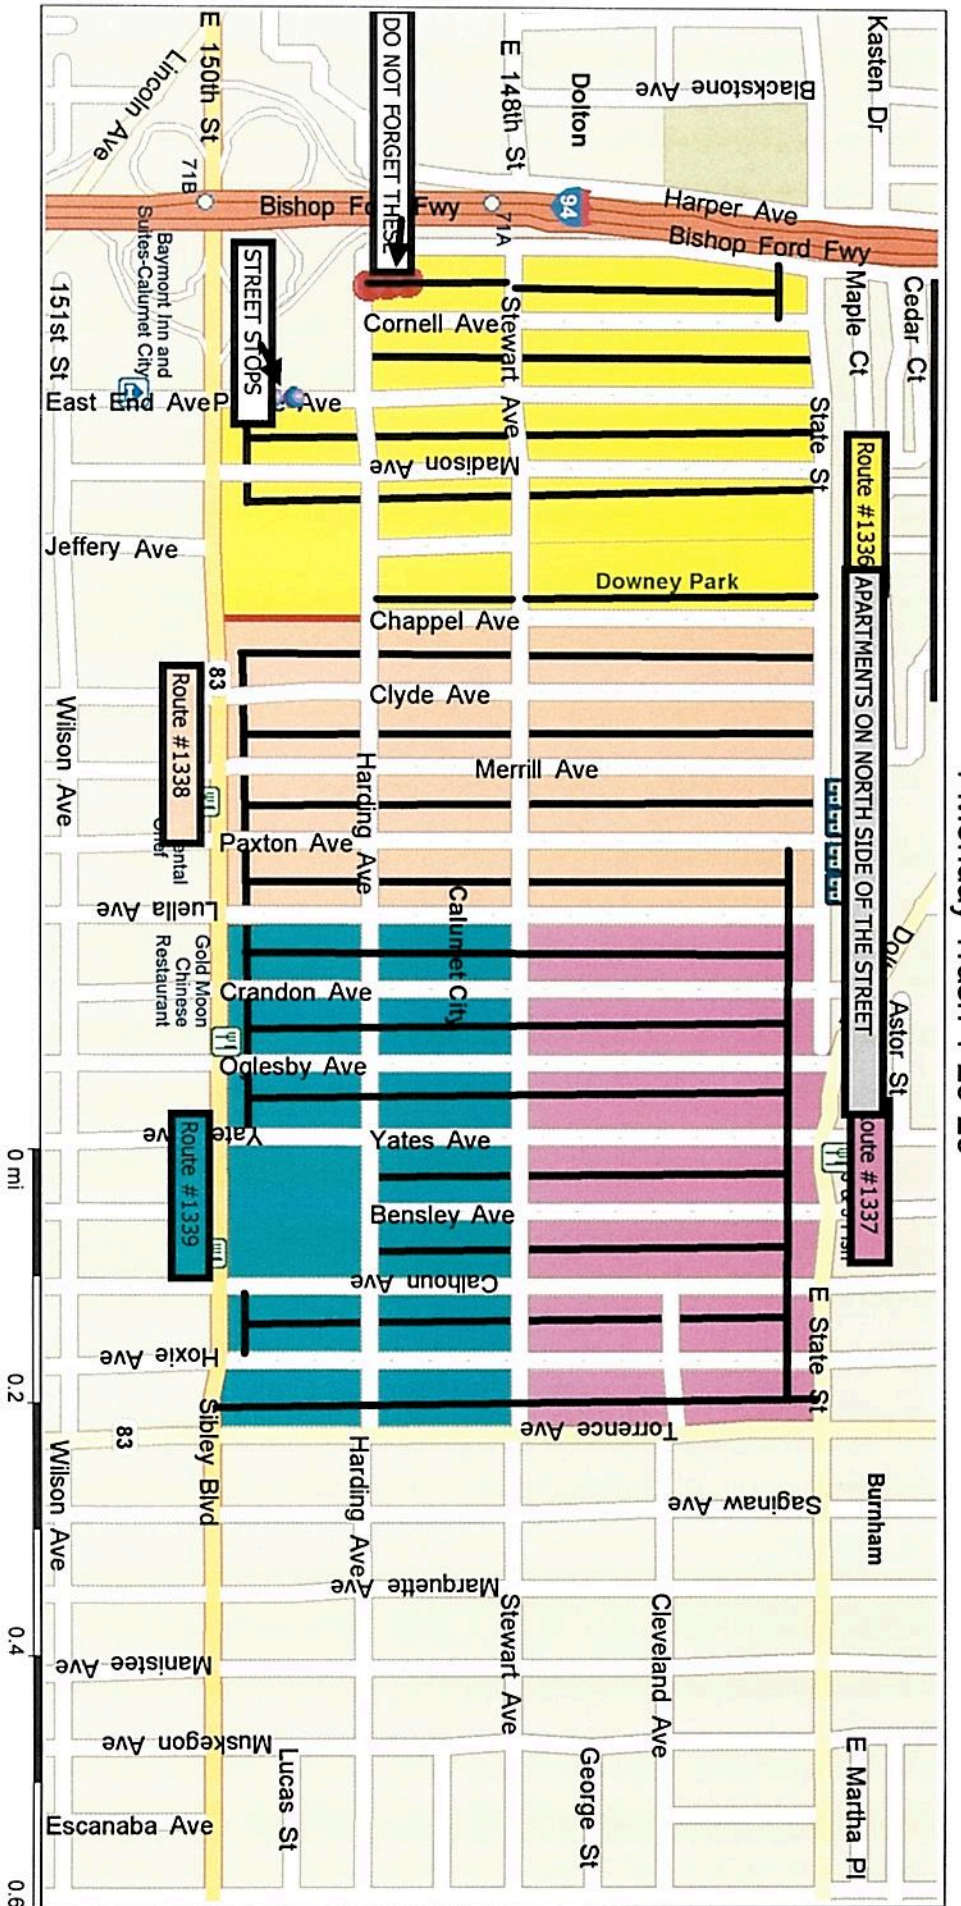 Kasten Dr
Blackstone Ave
Dolton
E 148th St
DO NOT FORGET THESE
E 150th St
Lincoln Ave
Harper Ave
Bishop Ford Fwy
94
71A
Bishop Fo Fwy
71B
Cedar Ct
Maple Ct
Stewart Ave
Cornell Ave
STREET STOPS
Baymont Inn and
Suites-Calumet City
151st St
East End Ave
P Ave
State St
Madison Ave
Route #1336
APARTMENTS ON NORTH SIDE OF THE STREET
oute #1337
Jeffery Ave
Downey Park
Chappel Ave
83
Clyde Ave
Route #1338
Wilson Ave
Merrill Ave
Harding Ave
Paxton Ave
ental
Luella Ave
Calumet City
Gold Moon
Chinese
Restaurant
Crandon Ave
Astor St
Oglesby Ave
Yates Ave
Route #1339
Bensley Ave
Calhoun Ave
E State St
Hoxie Ave
Sibley Blvd
83
Torrence Ave
Burnham
Saginaw Ave
Harding Ave
Wilson Ave
Marquette Ave
Stewart Ave
Cleveland Ave
Manistee Ave
Muskegon Ave
Lucas St
George St
E Martha Pl
Escanaba Ave
0 mi
0.2
0.4
0.6